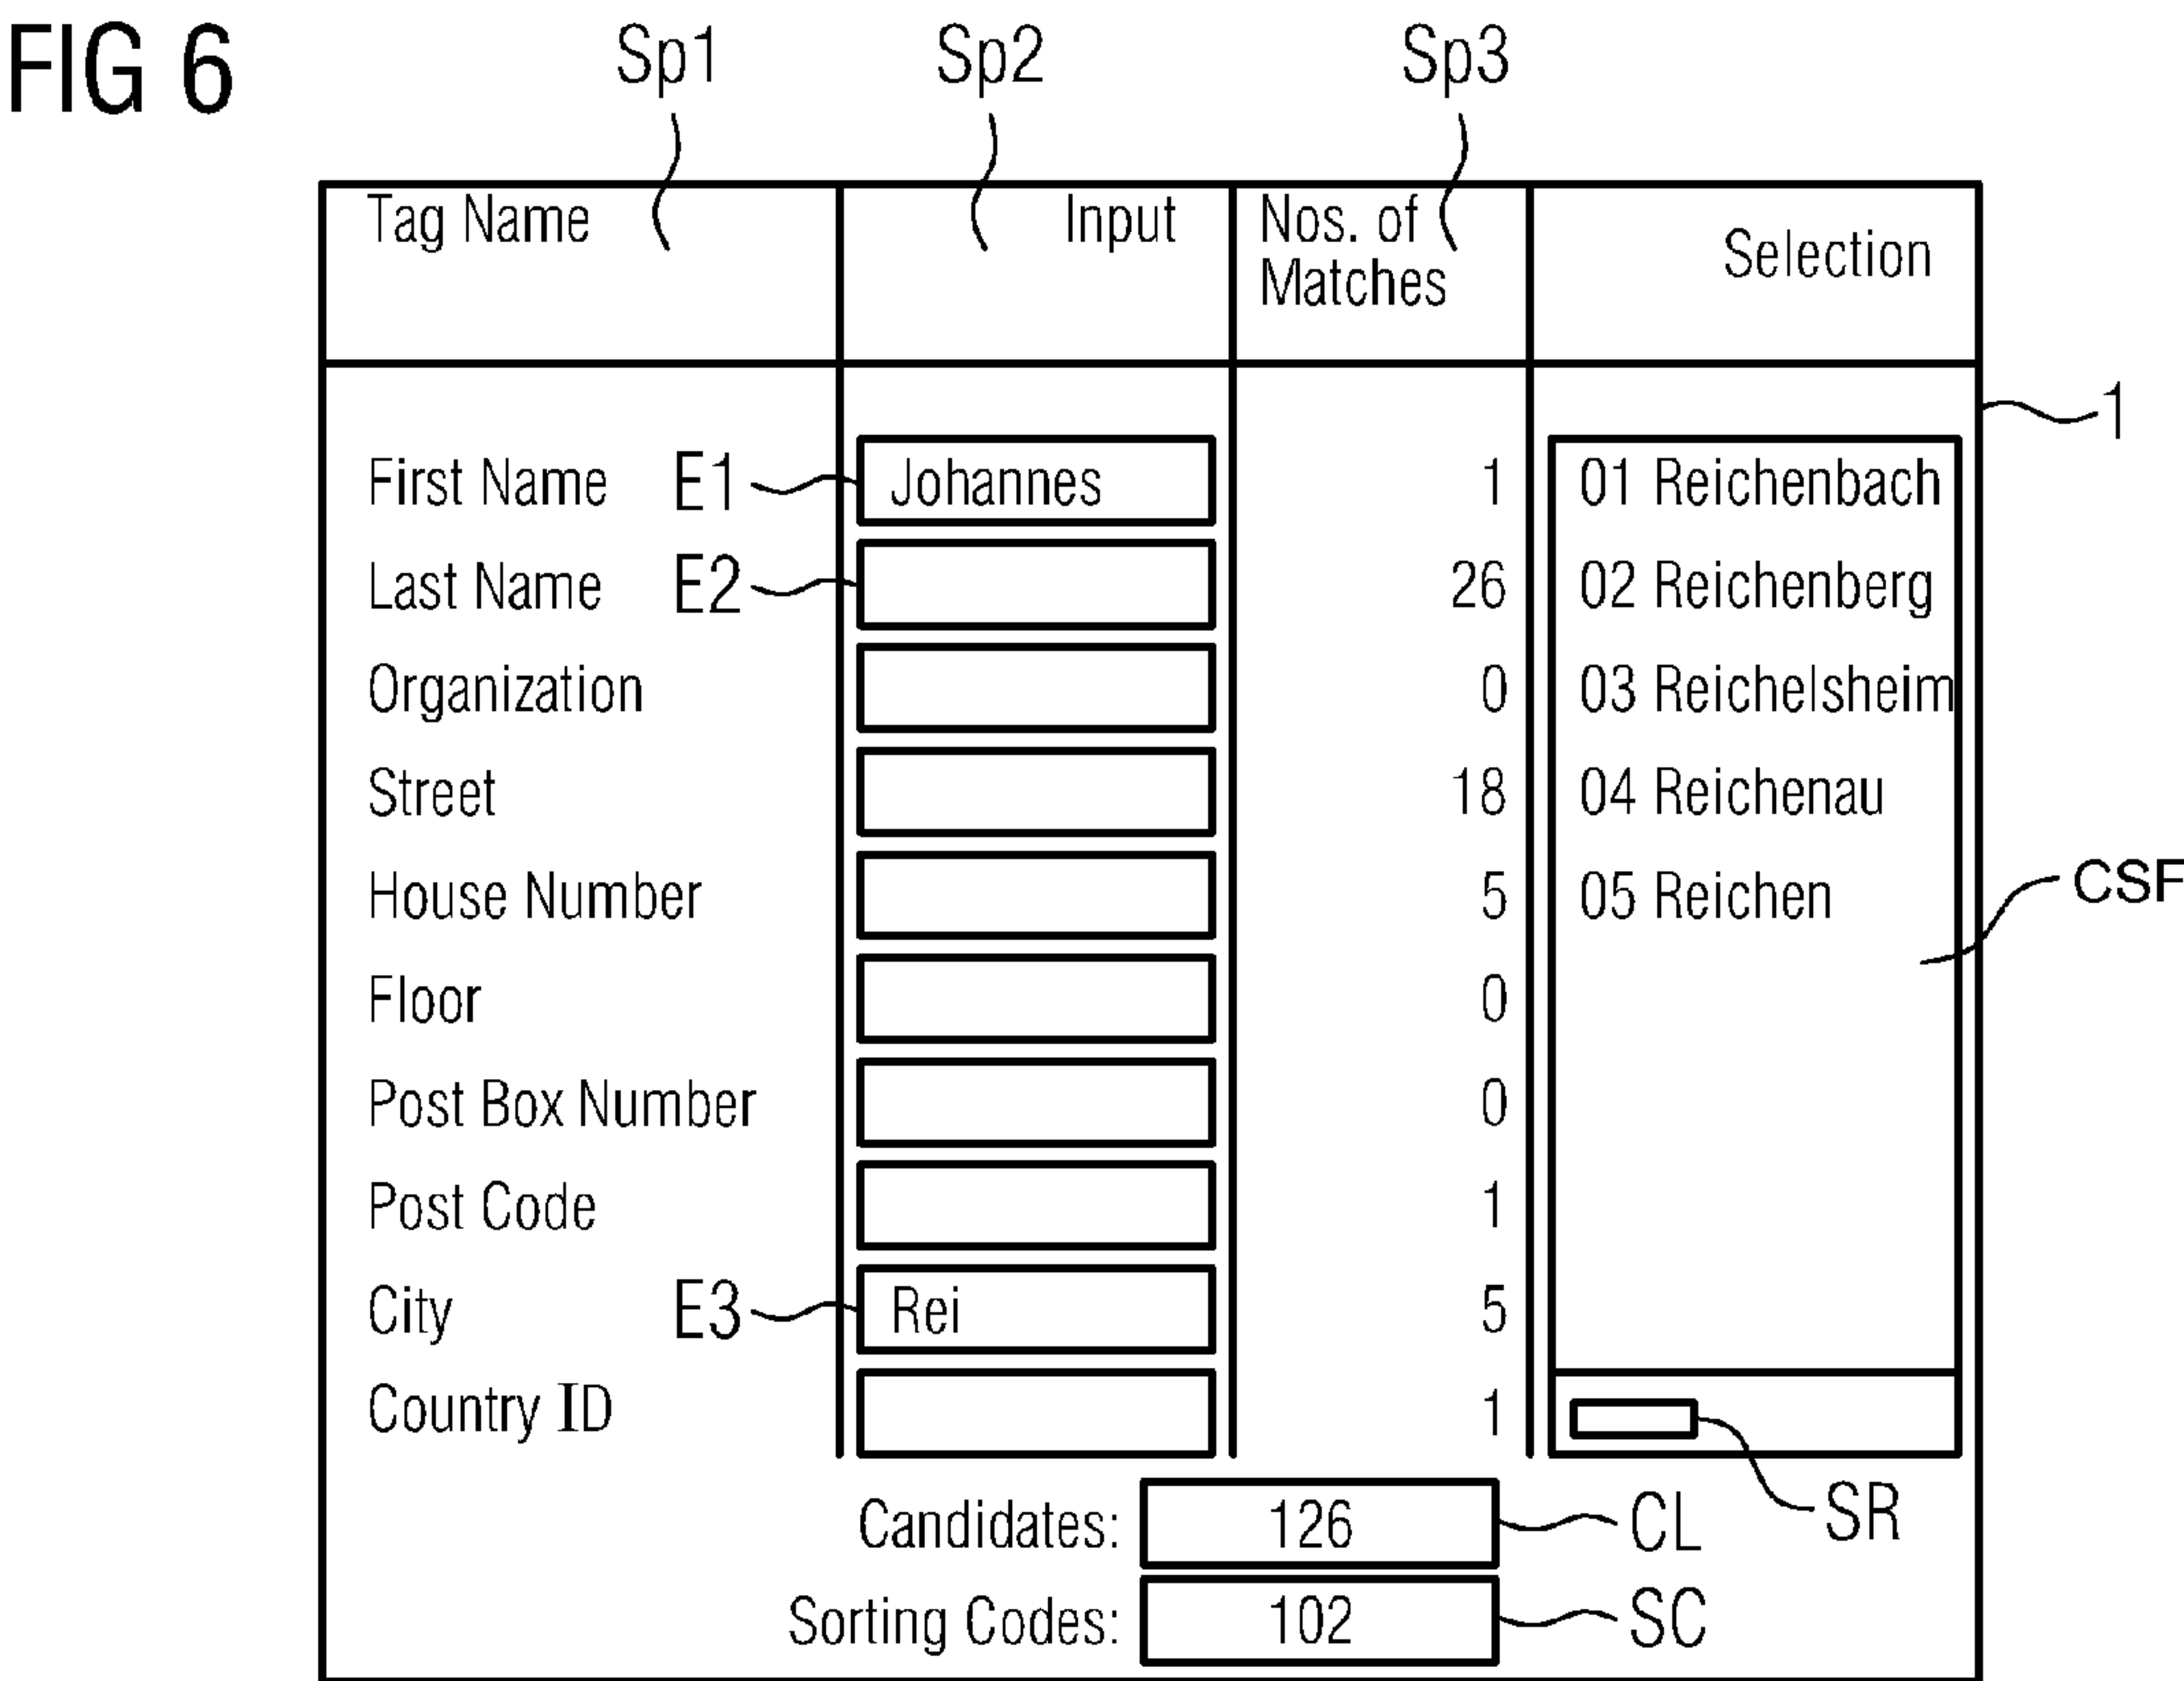 FIG 6
Sp1 Sp2 Sp3
Tag Name Input Nos. of Matches Selection
1
First Name E1 Johannes 1 01 Reichenbach
Last Name E2 26 02 Reichenberg
Organization 0 03 Reichelsheim
Street 18 04 Reichenau
House Number 5 05 Reichen
CSF
Floor 0
Post Box Number 0
Post Code 1
City E3 Rei 5
Country ID 1
Candidates: 126 CL SR
Sorting Codes: 102 SC